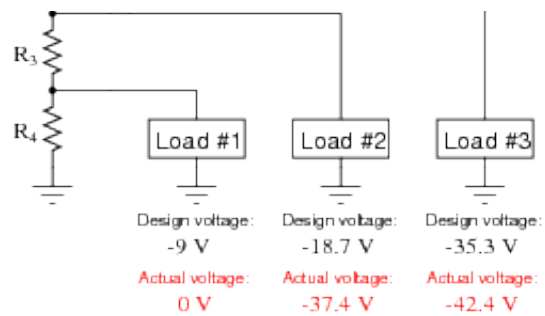 R3
R4
Load #1 Load #2 Load #3
Design voltage: Design voltage: Design voltage:
-9 V -18.7 V -35.3 V
Actual voltage: Actual voltage: Actual voltage:
0 V -37.4 V -42.4 V